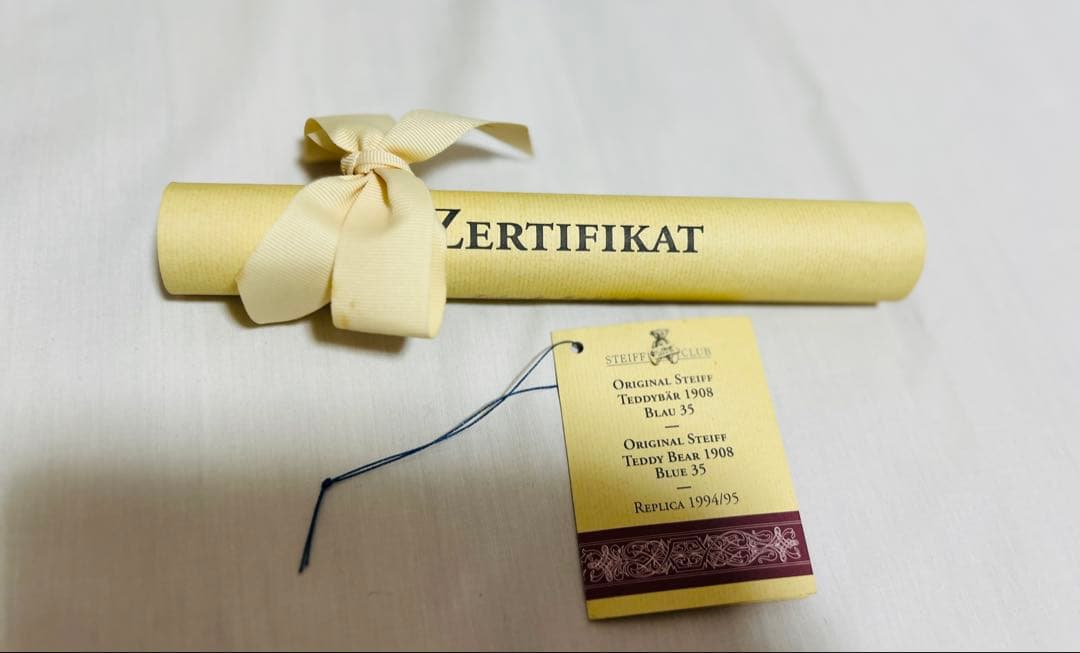 ZERTIFIKAT
STEIFF CLUB
ORIGINAL STEIFF
TEDDYBÄR 1908
BLAU 35
—
ORIGINAL STEIFF
TEDDY BEAR 1908
BLUE 35
—
REPLICA 1994/95